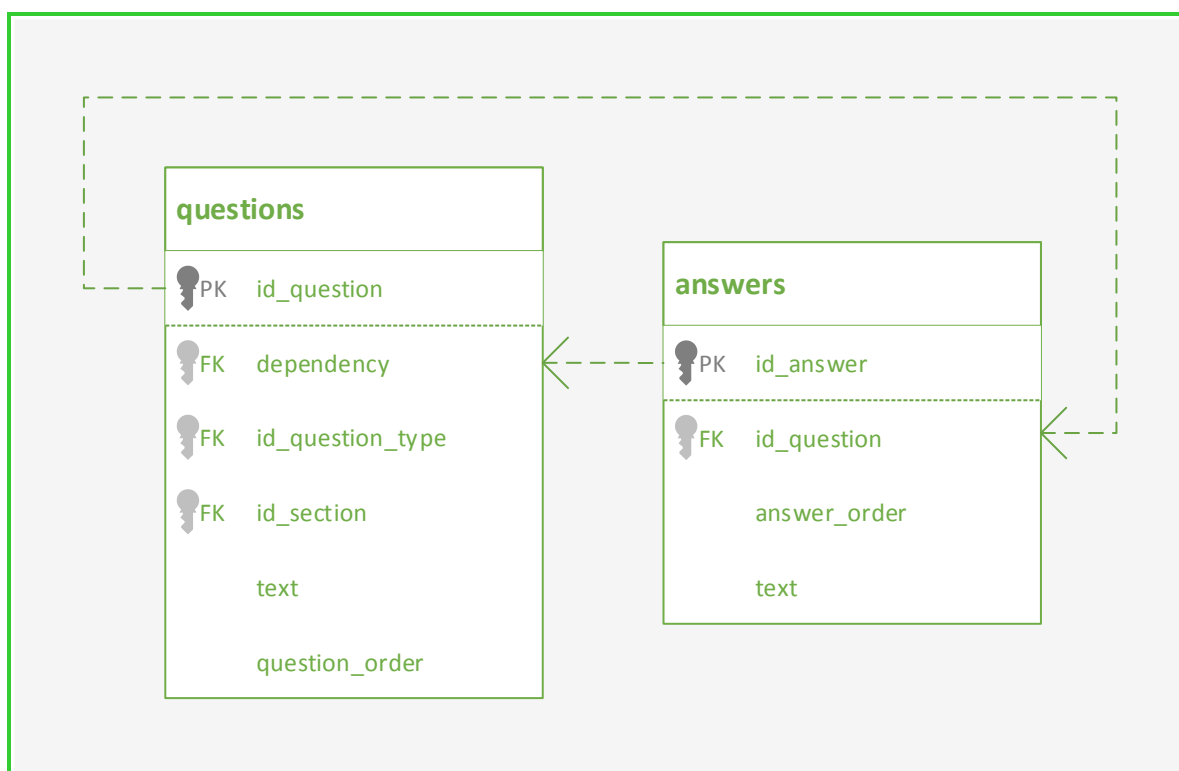 questions
PK id_question
FK dependency
FK id_question_type
FK id_section
text
question_order
answers
PK id_answer
FK id_question
answer_order
text